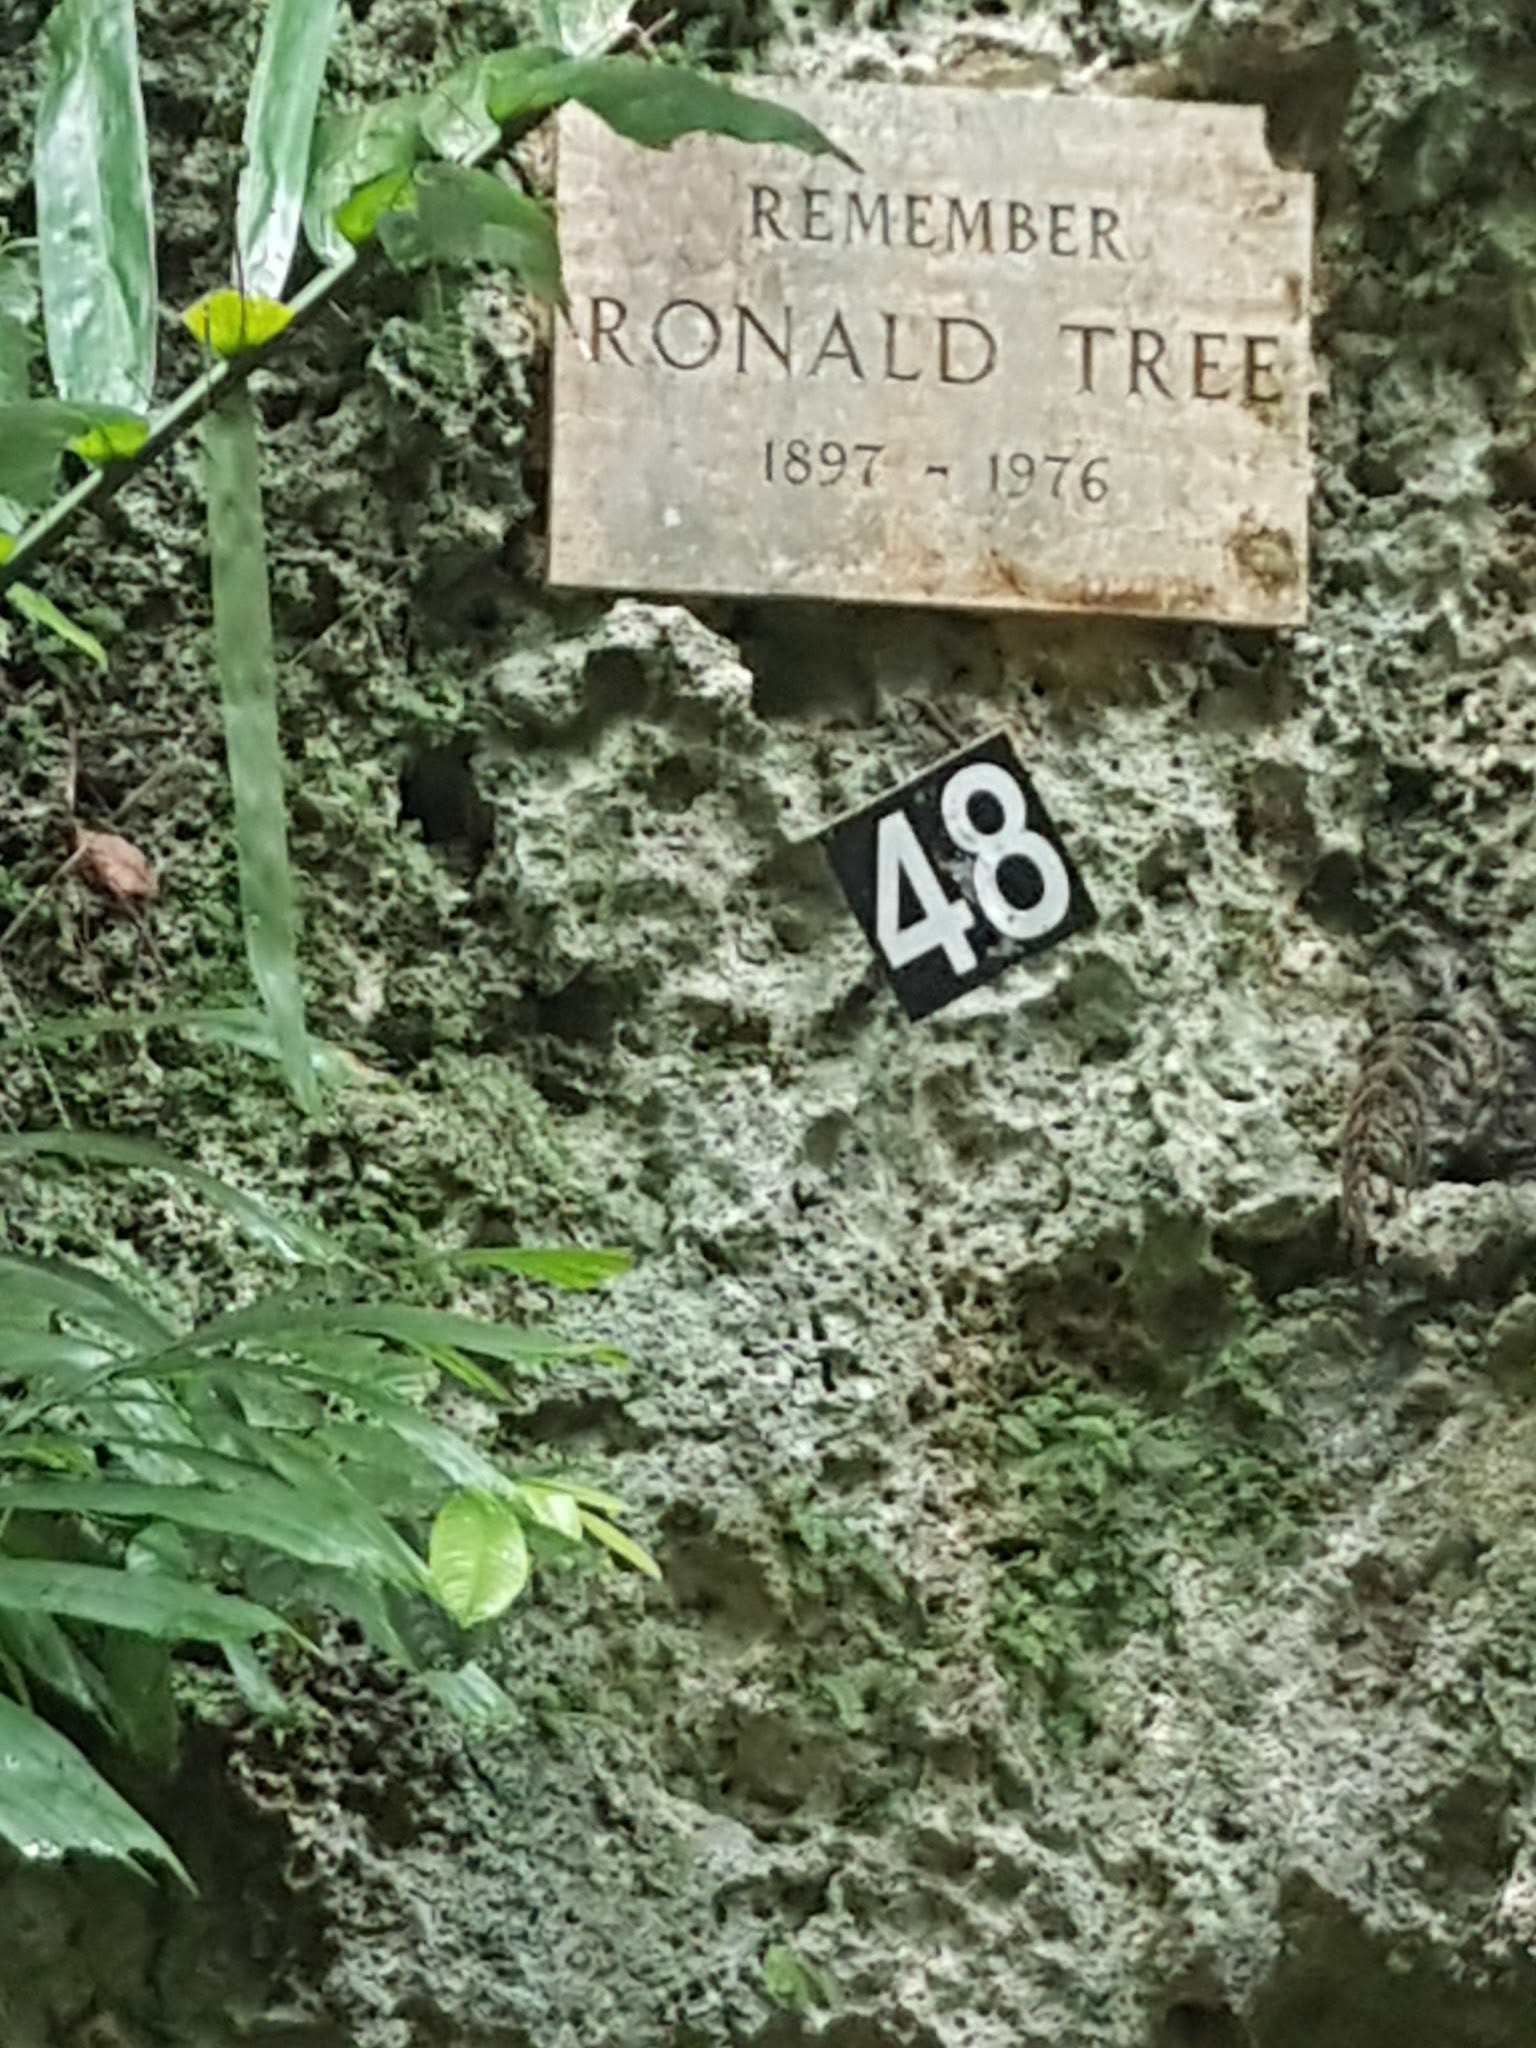 REMEMBER
RONALD TREE
1897 - 1976
48